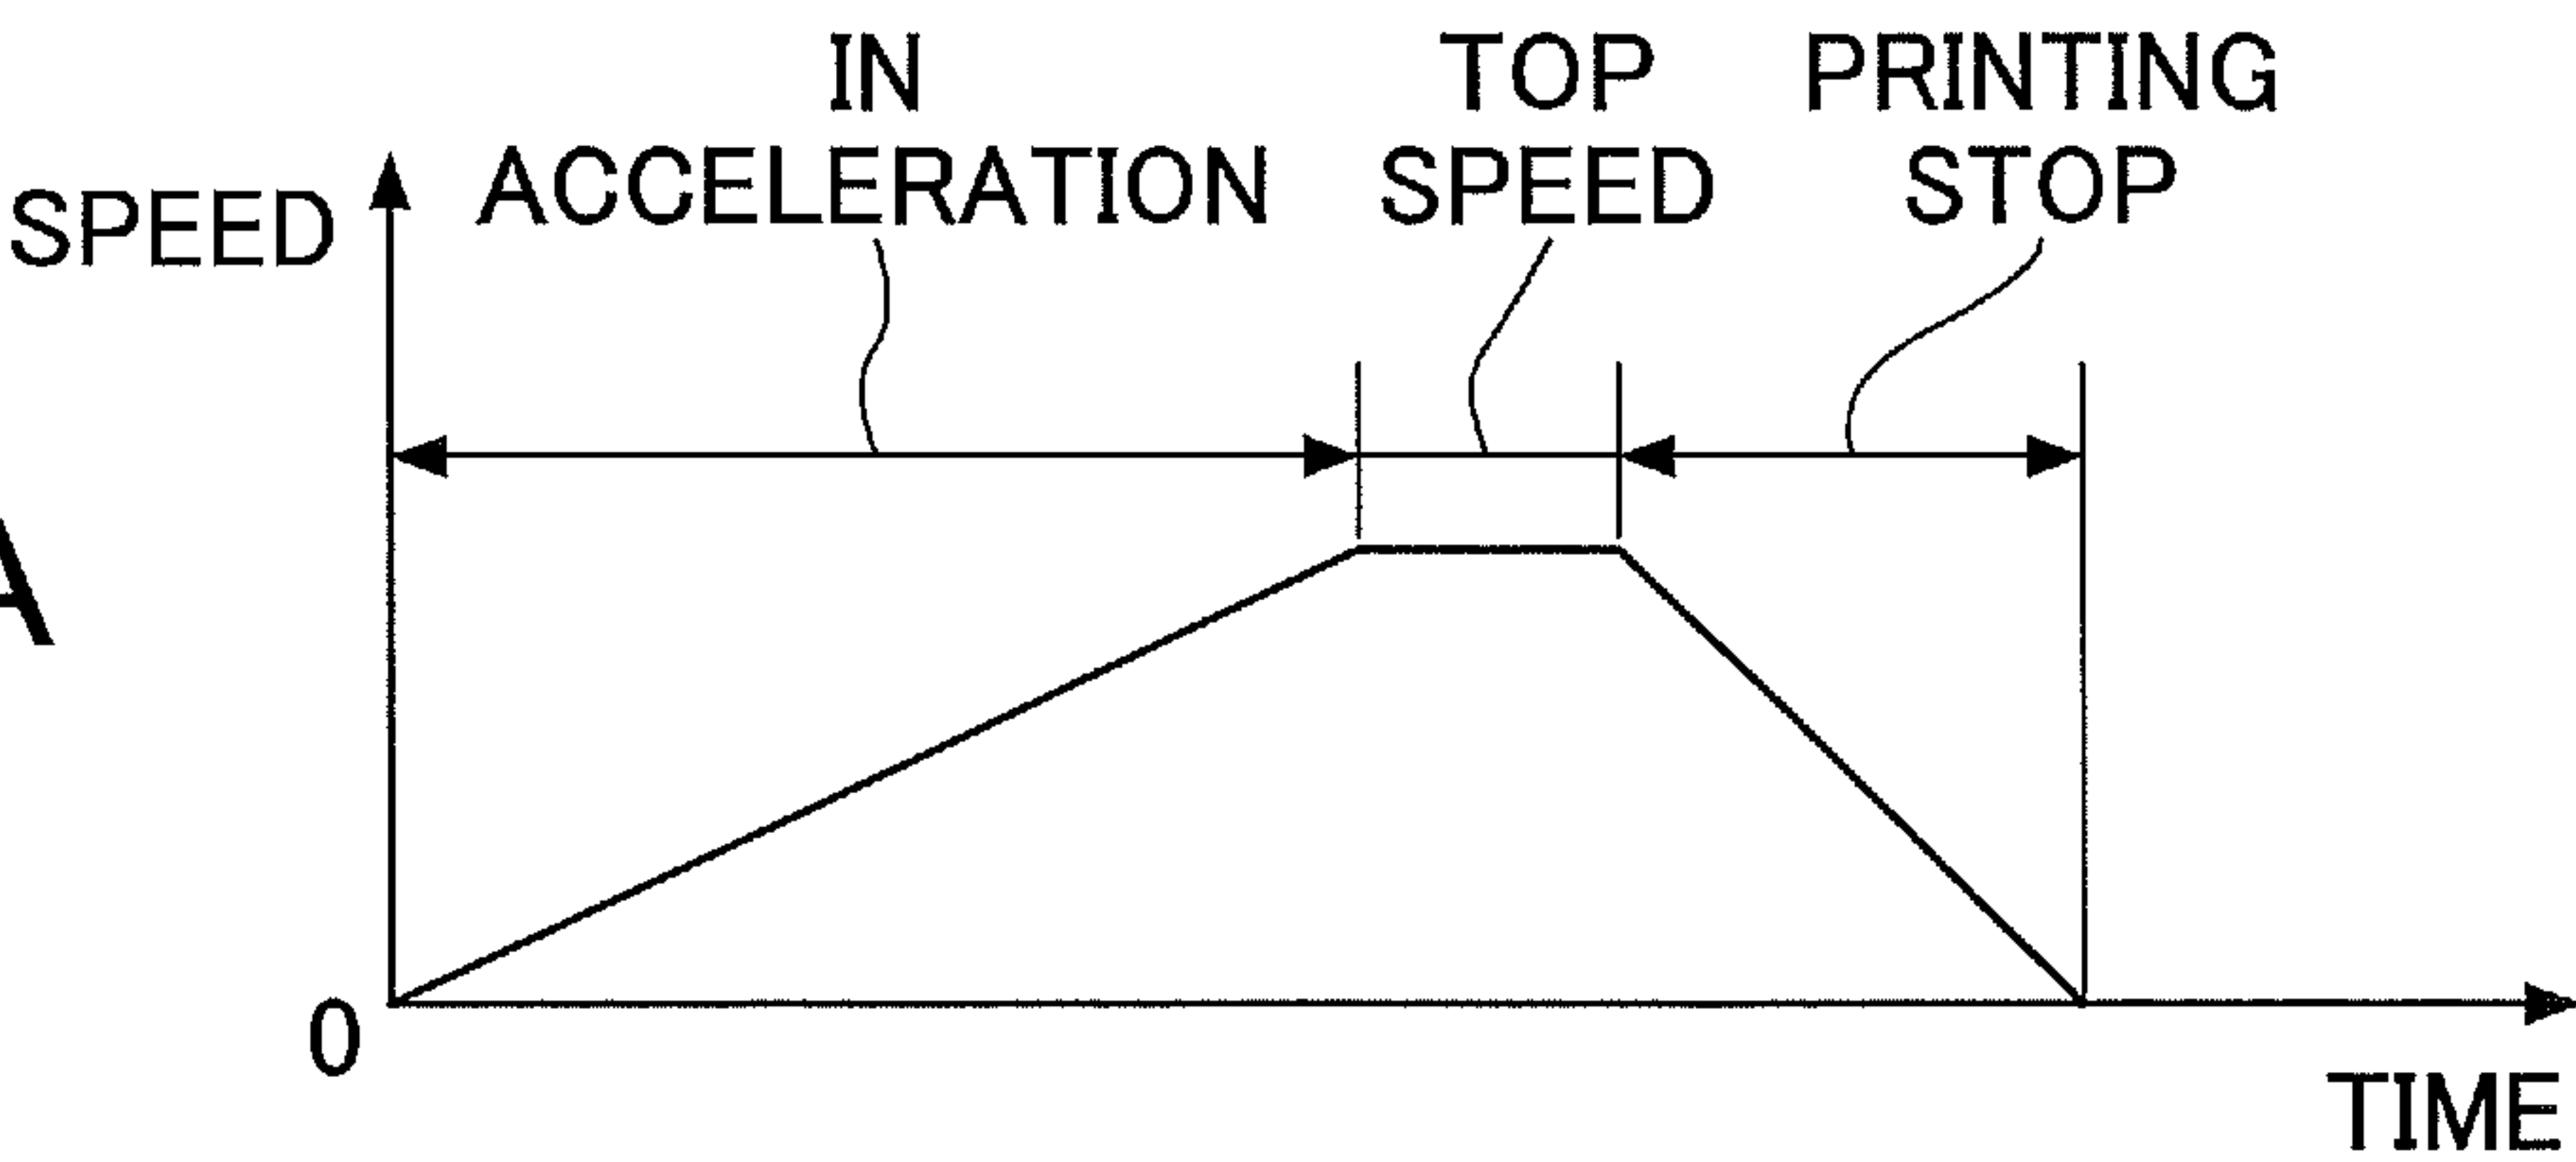 IN
ACCELERATION
TOP
SPEED
PRINTING
STOP
SPEED
A
0
TIME